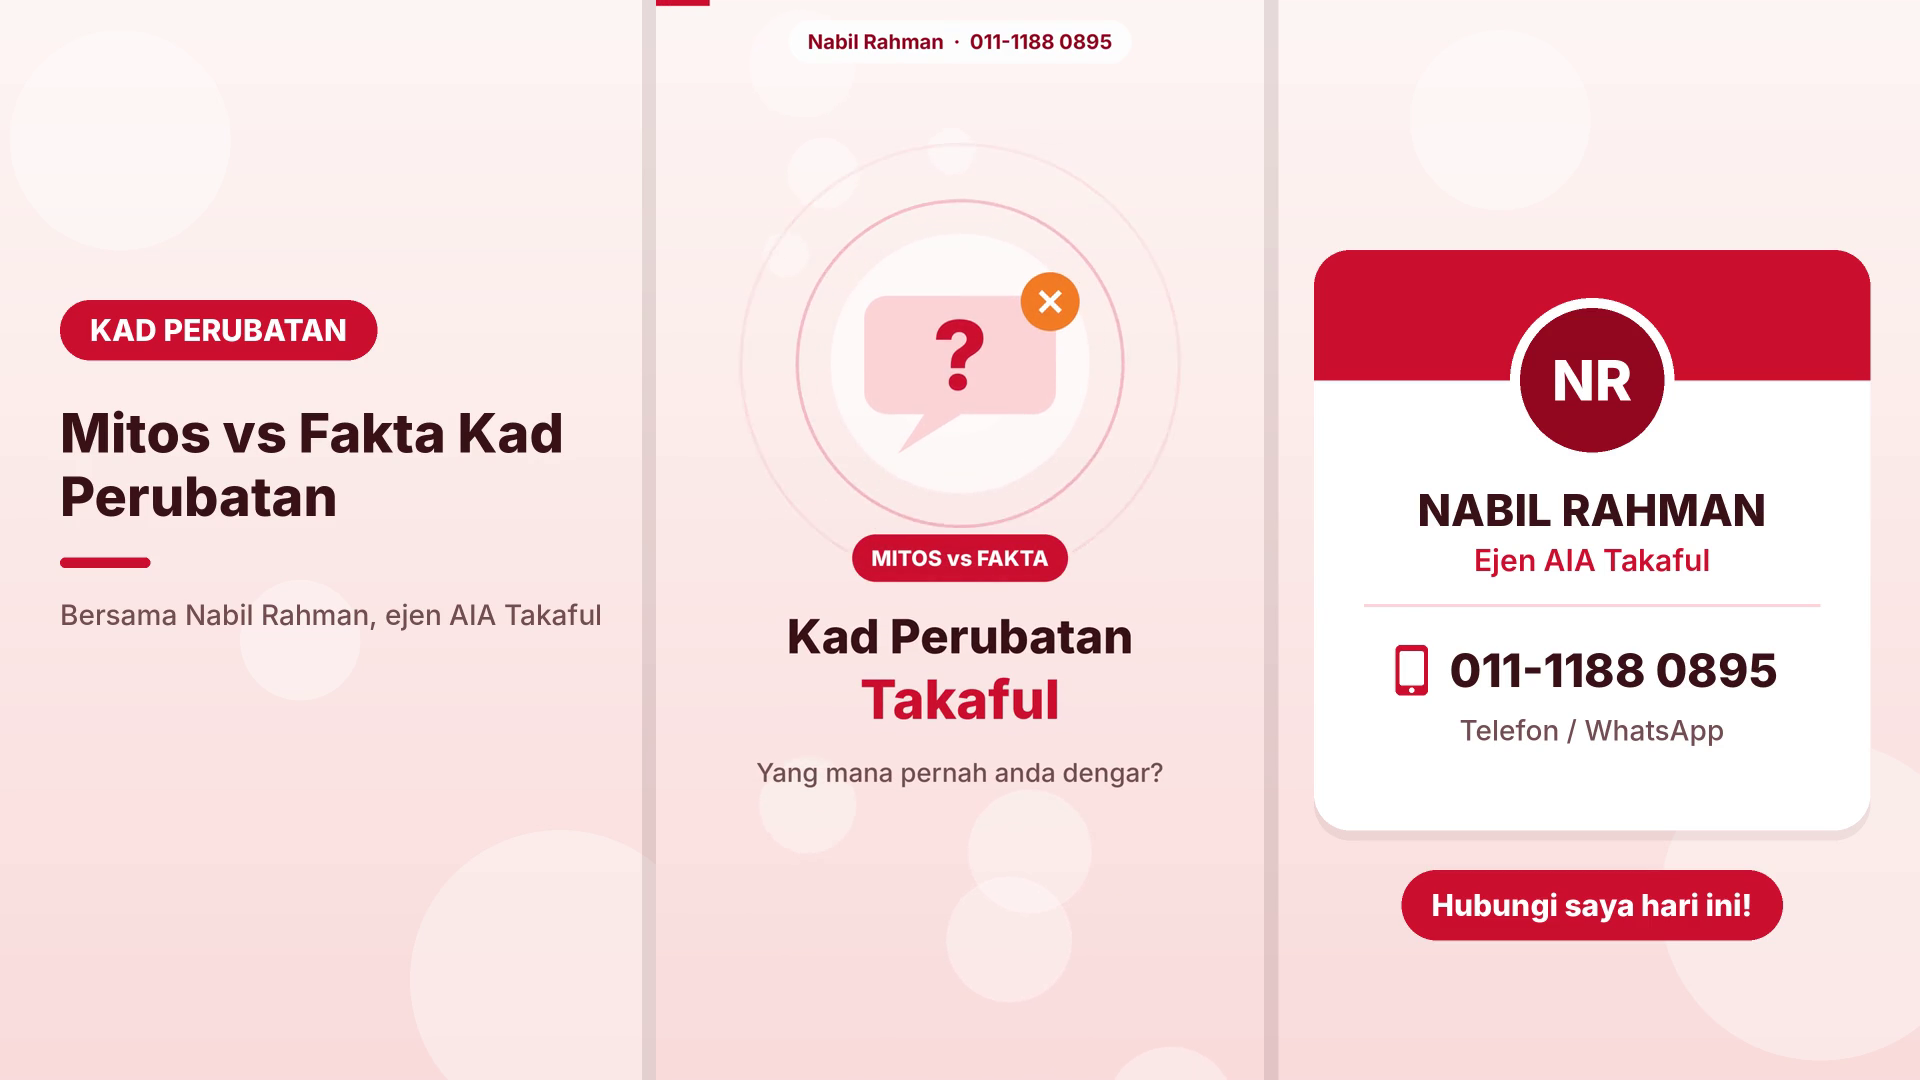 KAD PERUBATAN
Mitos vs Fakta Kad
Perubatan
Bersama Nabil Rahman, ejen AIA Takaful
Nabil Rahman · 011-1188 0895
?
MITOS vs FAKTA
Kad Perubatan
Takaful
Yang mana pernah anda dengar?
NR
NABIL RAHMAN
Ejen AIA Takaful
011-1188 0895
Telefon / WhatsApp
Hubungi saya hari ini!